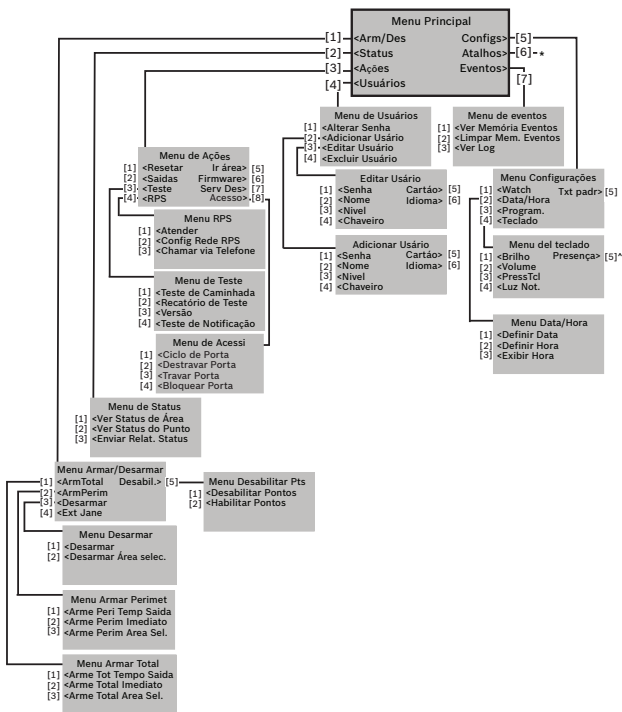 Menu Principal
[1] <Arm/Des Configs> [5]
[2] <Status Atalhos> [6] - *
[3] <Ações Eventos> [7]
[4] <Usuários
Menu de Usuários
[1] <Alterar Senha
[2] <Adicionar Usário
[3] <Editar Usuário
[4] <Excluir Usuário
Menu de eventos
[1] <Ver Memória Eventos
[2] <Limpar Mem. Eventos
[3] <Ver Log
Menu de Ações
[1] <Resetar Ir área> [5]
[2] <Saidas Firmware> [6]
[3] <Teste Serv Des> [7]
[4] <RPS Acesso> [8]
Editar Usário
[1] <Senha Cartáo> [5]
[2] <Nome Idioma> [6]
[3] <Nivel
[4] <Chaveiro
Menu Configurações
[1] <Watch Txt padr> [5]
[2] <Data/Hora
[3] <Program.
[4] <Teclado
Menu RPS
[1] <Atender
[2] <Config Rede RPS
[3] <Chamar via Telefone
Adicionar Usário
[1] <Senha Cartáo> [5]
[2] <Nome Idioma> [6]
[3] <Nivel
[4] <Chaveiro
Menu del teclado
[1] <Brilho Presença> [5]^
[2] <Volume
[3] <PressTcl
[4] <Luz Not.
Menu de Teste
[1] <Teste de Caminhada
[2] <Recatório de Teste
[3] <Versão
[4] <Teste de Notificação
Menu Data/Hora
[1] <Definir Data
[2] <Definir Hora
[3] <Exibir Hora
Menu de Acessi
[1] <Ciclo de Porta
[2] <Destravar Porta
[3] <Travar Porta
[4] <Bloquear Porta
Menu de Status
[1] <Ver Status de Área
[2] <Ver Status do Punto
[3] <Enviar Relat. Status
Menu Armar/Desarmar
[1] <ArmTotal Desabil.> [5]
[2] <ArmPerim
[3] <Desarmar
[4] <Ext Jane
Menu Desabilitar Pts
[1] <Desabilitar Pontos
[2] <Habilitar Pontos
Menu Desarmar
[1] <Desarmar
[2] <Desarmar Área selec.
Menu Armar Perimet
[1] <Arme Peri Temp Saida
[2] <Arme Perim Imediato
[3] <Arme Perim Area Sel.
Menu Armar Total
[1] <Arme Tot Tempo Saida
[2] <Arme Total Imediato
[3] <Arme Total Area Sel.